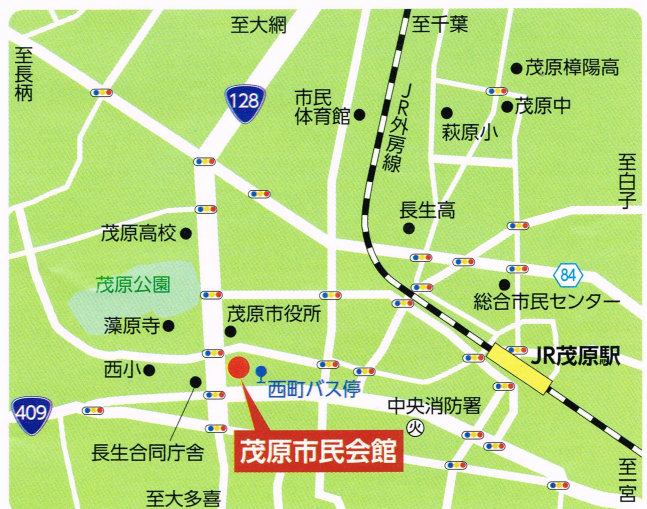 至大網
至千葉
至長柄
128
市民
体育館
JR外房線
茂原樟陽高
茂原中
萩原小
至白子
茂原高校
長生高
84
茂原公園
総合市民センター
藻原寺
茂原市役所
JR茂原駅
西小
西町バス停
409
中央消防署
火
長生合同庁舎
茂原市民会館
至一宮
至大多喜